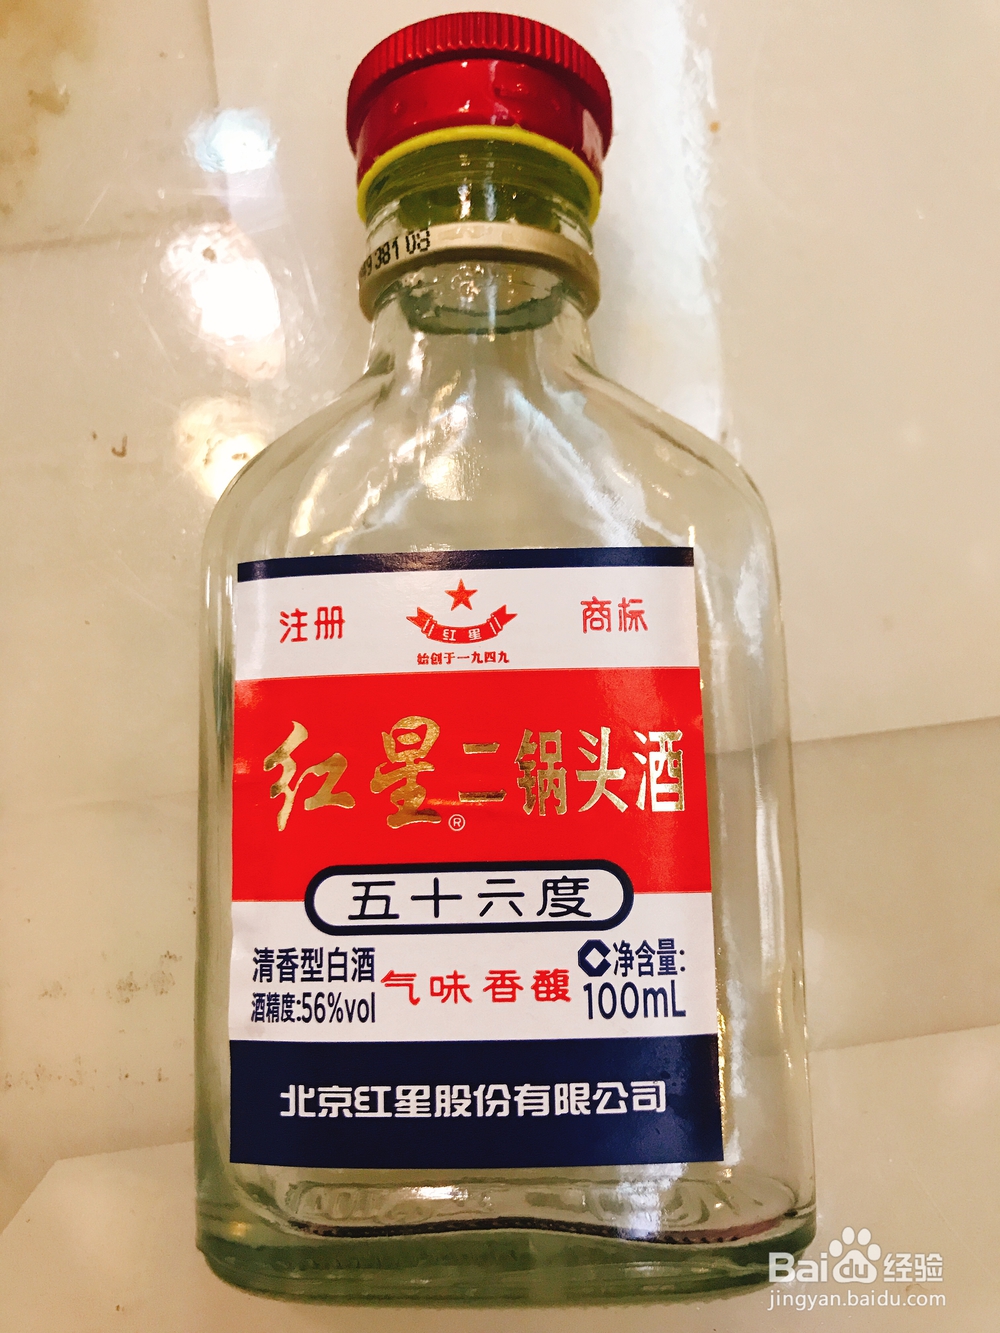 381 08
注册
商标
红星
始创于一九四九
红星二锅头酒
®
五十六度
清香型白酒
酒精度:56%vol
气味香馥
净含量:
100mL
北京红星股份有限公司
Baidu经验
jingyan.baidu.com